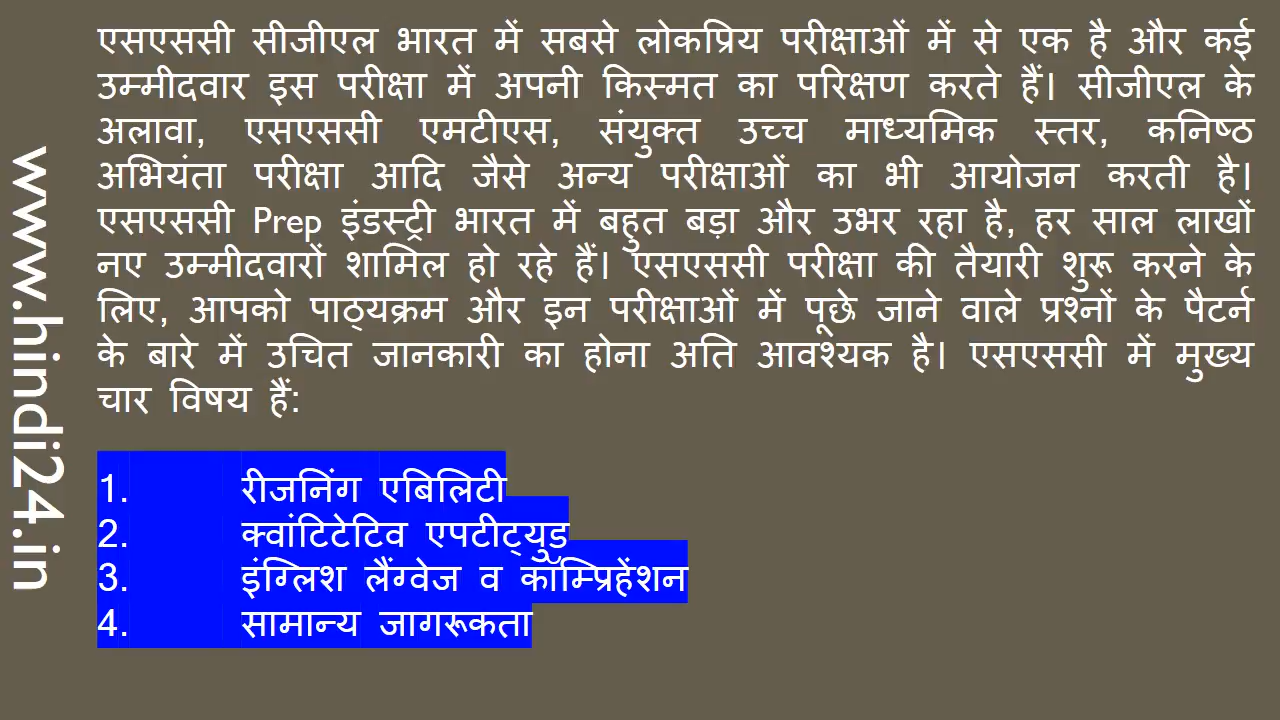 एसएससी सीजीएल भारत में सबसे लोकप्रिय परीक्षाओं में से एक है और कई
उम्मीदवार इस परीक्षा में अपनी किस्मत का परिक्षण करते हैं। सीजीएल के
अलावा, एसएससी एमटीएस, संयुक्त उच्च माध्यमिक स्तर, कनिष्ठ
अभियंता परीक्षा आदि जैसे अन्य परीक्षाओं का भी आयोजन करती है।
एसएससी Prep इंडस्ट्री भारत में बहुत बड़ा और उभर रहा है, हर साल लाखों
नए उम्मीदवारों शामिल हो रहे हैं। एसएससी परीक्षा की तैयारी शुरू करने के
लिए, आपको पाठ्यक्रम और इन परीक्षाओं में पूछे जाने वाले प्रश्नों के पैटर्न
के बारे में उचित जानकारी का होना अति आवश्यक है। एसएससी में मुख्य
चार विषय हैं:
1. रीजनिंग एबिलिटी
2. क्वांटिटेटिव एपटीट्युड
3. इंग्लिश लैंग्वेज व कॉम्प्रिहेंशन
4. सामान्य जागरूकता
www.hindi24.in